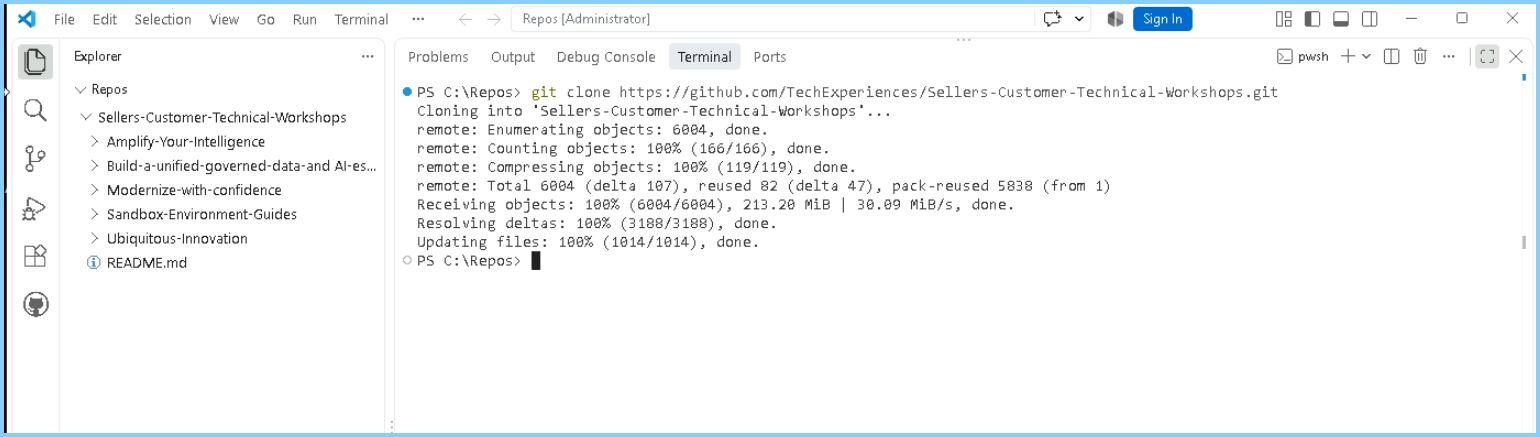 File Edit Selection View Go Run Terminal ··· Repos [Administrator] Sign In
Explorer ···
Repos
Sellers-Customer-Technical-Workshops
Amplify-Your-Intelligence
Build-a-unified-governed-data-and AI-es...
Modernize-with-confidence
Sandbox-Environment-Guides
Ubiquitous-Innovation
README.md
Problems Output Debug Console Terminal Ports pwsh ···
PS C:\Repos> git clone https://github.com/TechExperiences/Sellers-Customer-Technical-Workshops.git
Cloning into 'Sellers-Customer-Technical-Workshops'...
remote: Enumerating objects: 6004, done.
remote: Counting objects: 100% (166/166), done.
remote: Compressing objects: 100% (119/119), done.
remote: Total 6004 (delta 107), reused 82 (delta 47), pack-reused 5838 (from 1)
Receiving objects: 100% (6004/6004), 213.20 MiB | 30.09 MiB/s, done.
Resolving deltas: 100% (3188/3188), done.
Updating files: 100% (1014/1014), done.
PS C:\Repos>